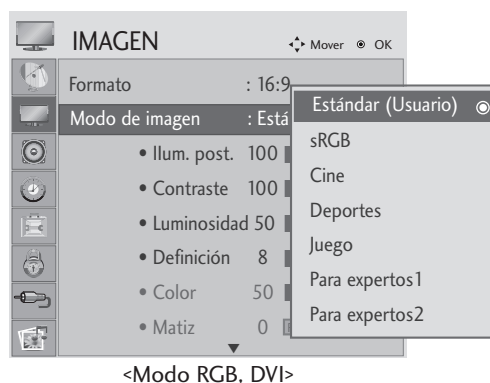 IMAGEN
Mover OK
Formato : 16:9
Modo de imagen : Está
• Ilum. post. 100
• Contraste 100
• Luminosidad 50
• Definición 8
• Color 50
• Matiz 0
Estándar (Usuario)
sRGB
Cine
Deportes
Juego
Para expertos1
Para expertos2
<Modo RGB, DVI>